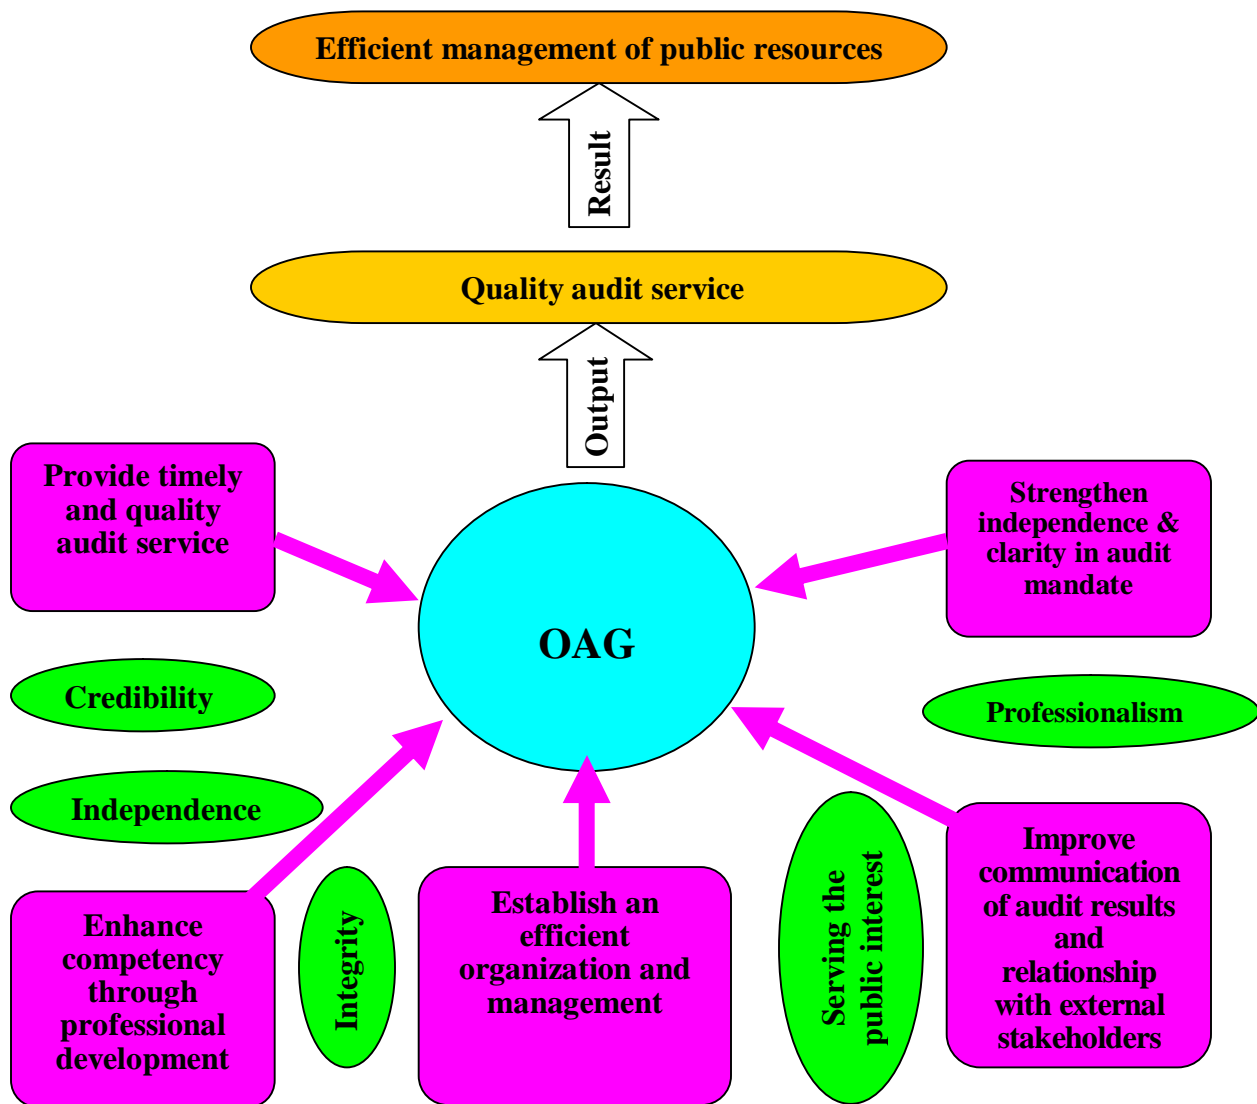 Efficient management of public resources
Result
Quality audit service
Output
Provide timely
and quality
audit service
Strengthen
independence &
clarity in audit
mandate
OAG
Credibility
Professionalism
Independence
Enhance
competency
through
professional
development
Integrity
Establish an
efficient
organization and
management
Serving the
public interest
Improve
communication
of audit results
and
relationship
with external
stakeholders